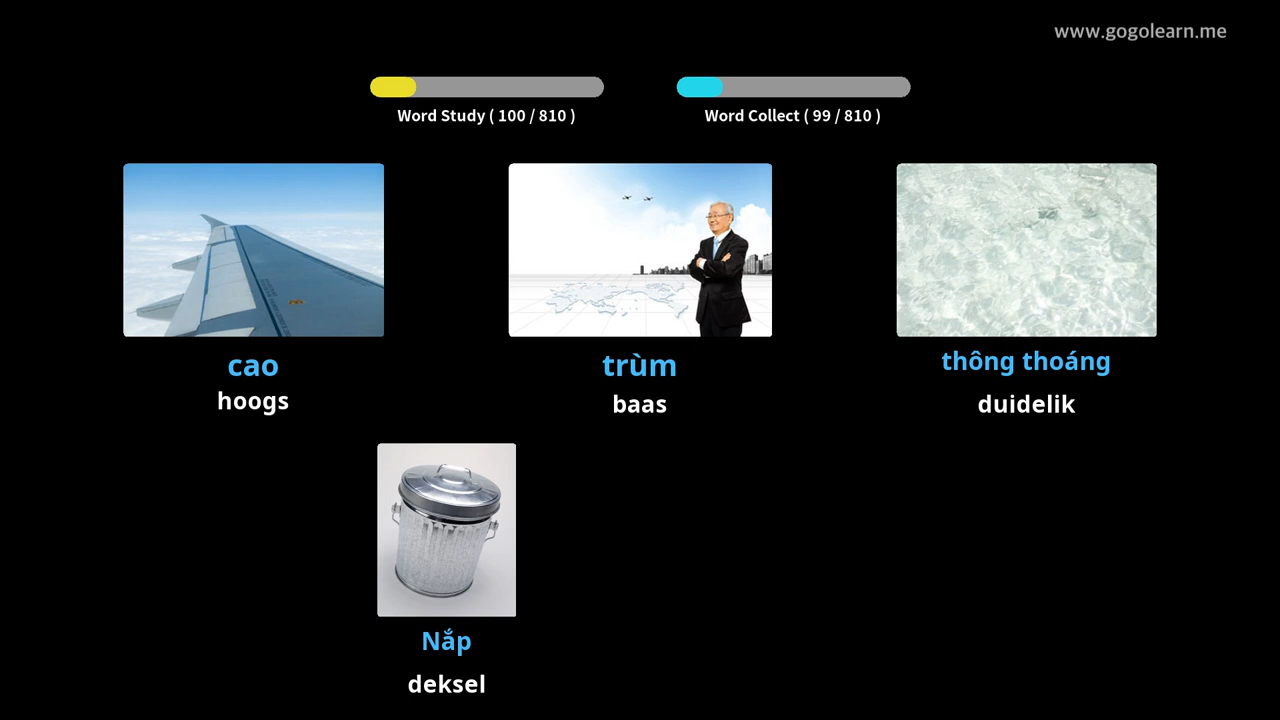 www.gogolearn.me
Word Study ( 100 / 810 )
Word Collect ( 99 / 810 )
cao
hoogs
trùm
baas
thông thoáng
duidelik
Nắp
deksel